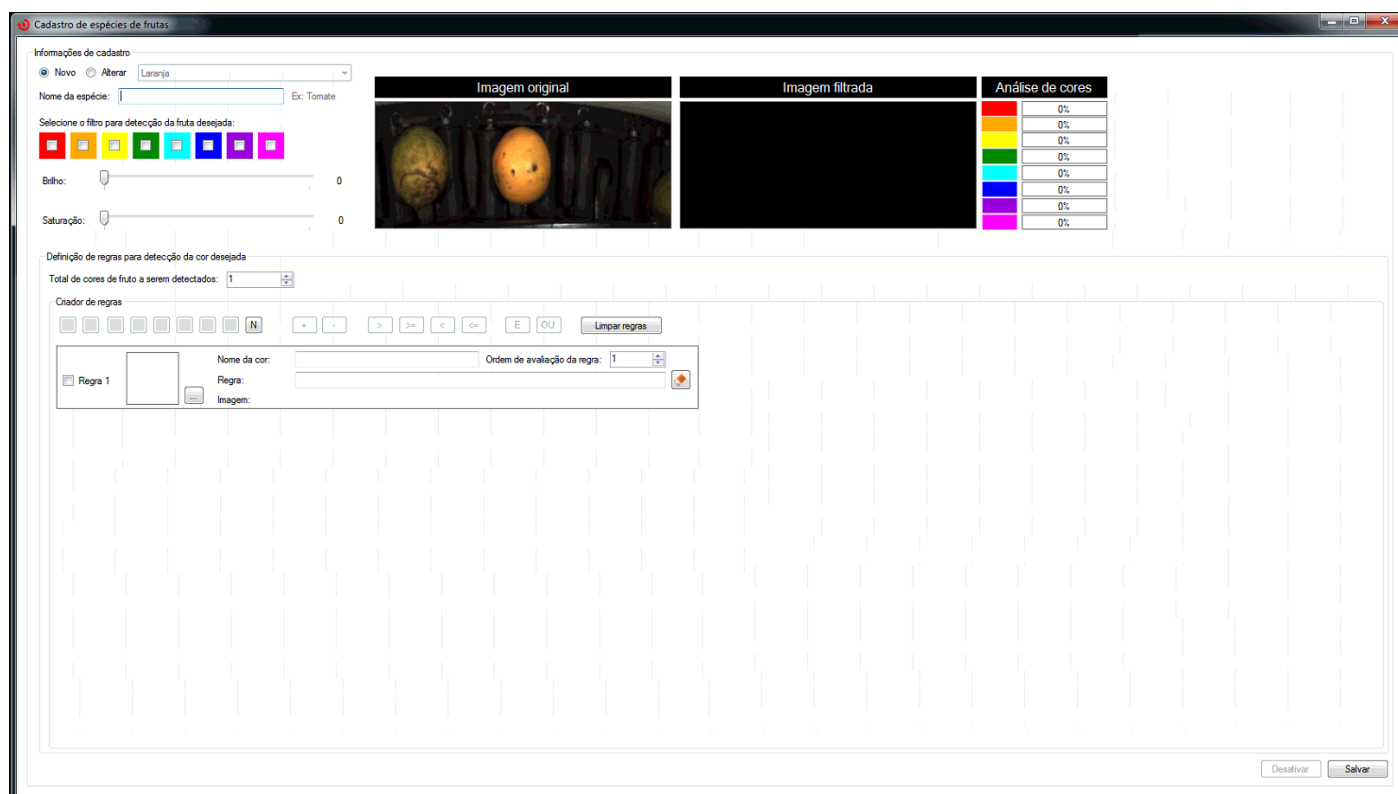 Cadastro de espécies de frutas
Informações de cadastro
Novo Alterar Laranja
Nome da espécie: Ex: Tomate
Selecione o filtro para detecção da fruta desejada:
Brilho: 0
Saturação: 0
Imagem original
Imagem filtrada
Análise de cores
0%
0%
0%
0%
0%
0%
0%
0%
Definição de regras para detecção da cor desejada
Total de cores de fruto a serem detectados: 1
Criador de regras
N + - > >= < <= E OU Limpar regras
Nome da cor: Ordem de avaliação da regra: 1
Regra 1 Regra:
... Imagem:
Desativar Salvar